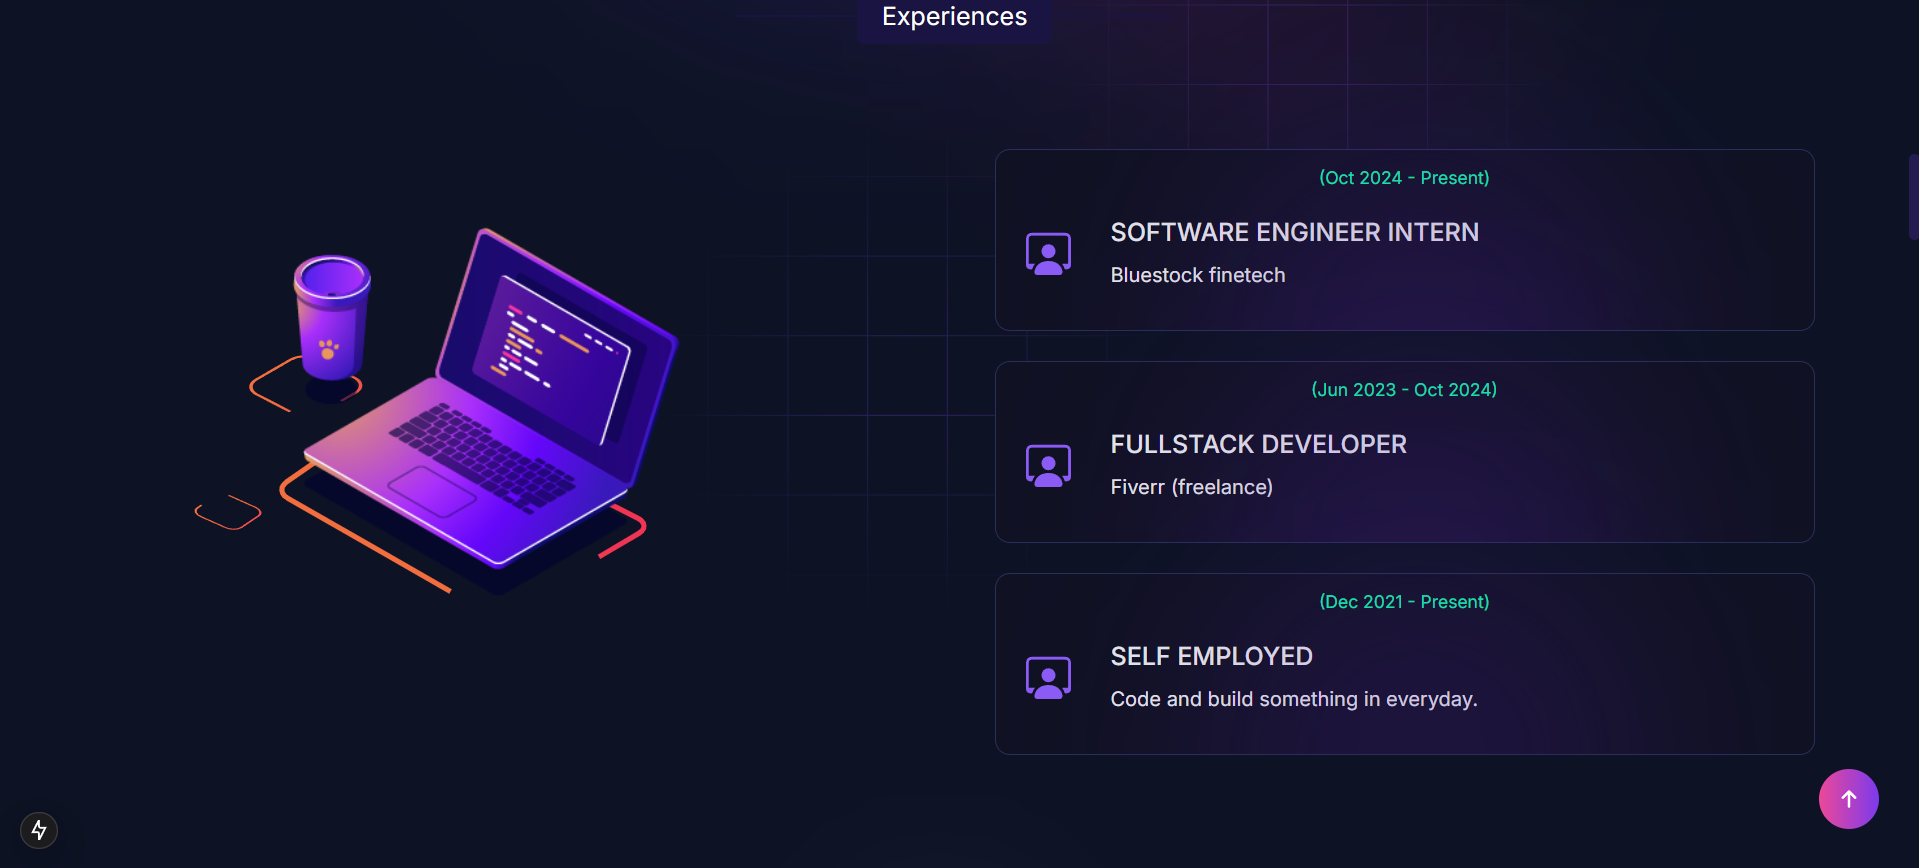 Experiences
(Oct 2024 - Present)
SOFTWARE ENGINEER INTERN
Bluestock finetech
(Jun 2023 - Oct 2024)
FULLSTACK DEVELOPER
Fiverr (freelance)
(Dec 2021 - Present)
SELF EMPLOYED
Code and build something in everyday.